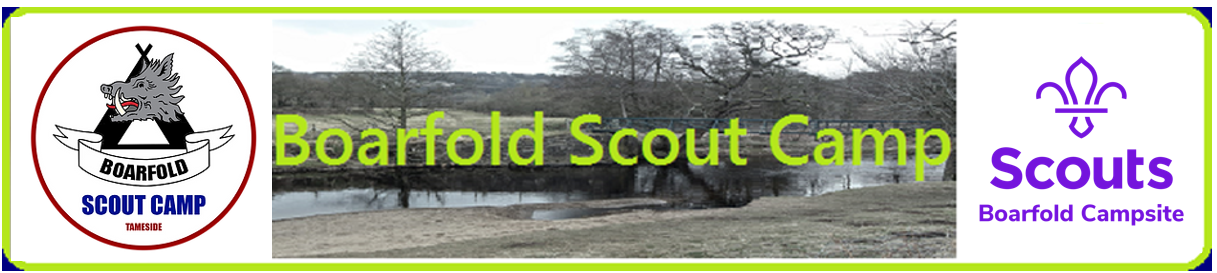 BOARFOLD
SCOUT CAMP
TAMESIDE
Boarfold Scout Camp
Scouts
Boarfold Campsite